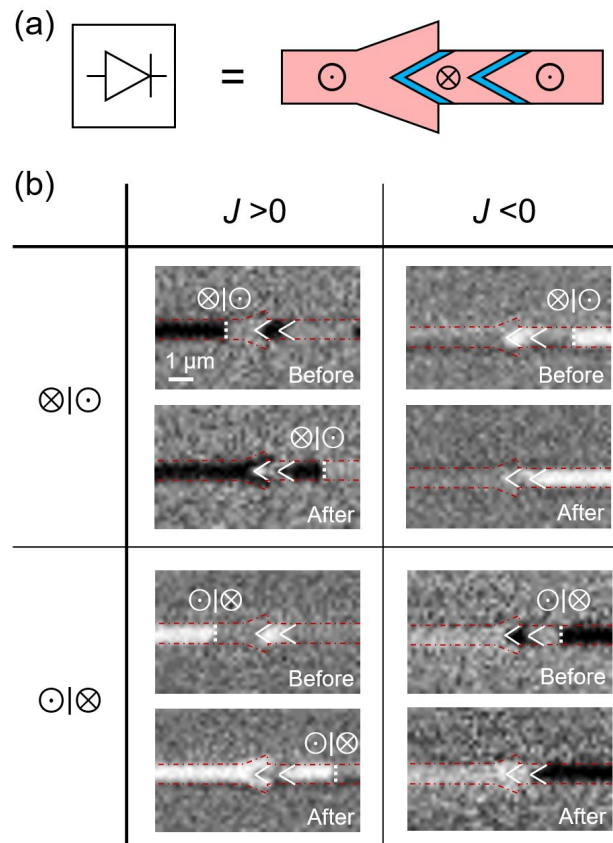 (a)
=
⊙ ⊗ ⊙
(b)
J >0 J <0
⊗|⊙
⊗|⊙
1 μm
Before
⊗|⊙
Before
⊗|⊙
After
After
⊙|⊗
⊙|⊗
Before
⊙|⊗
Before
⊙|⊗
After
After